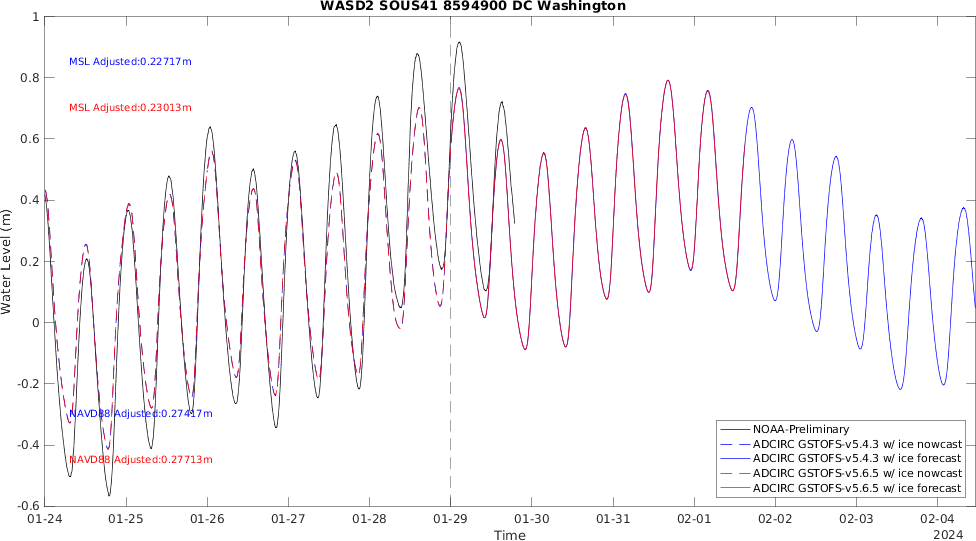 WASD2 SOUS41 8594900 DC Washington
1
0.8
0.6
0.4
0.2
0
-0.2
-0.4
-0.6
Water Level (m)
MSL Adjusted:0.22717m
MSL Adjusted:0.23013m
NAVD88 Adjusted:0.27417m
NAVD88 Adjusted:0.27713m
NOAA-Preliminary
ADCIRC GSTOFS-v5.4.3 w/ ice nowcast
ADCIRC GSTOFS-v5.4.3 w/ ice forecast
ADCIRC GSTOFS-v5.6.5 w/ ice nowcast
ADCIRC GSTOFS-v5.6.5 w/ ice forecast
01-24 01-25 01-26 01-27 01-28 01-29 01-30 01-31 02-01 02-02 02-03 02-04
Time
2024